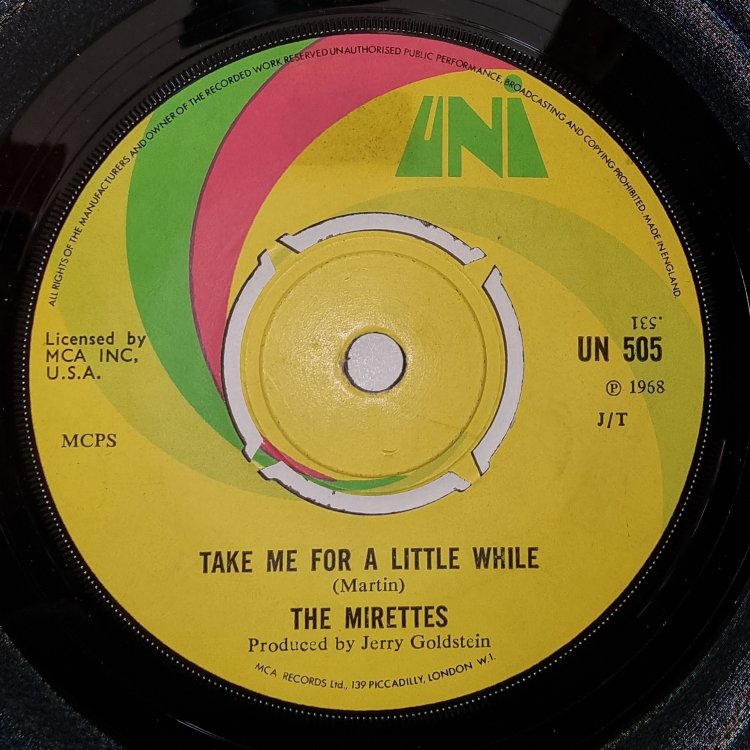 ALL RIGHTS OF THE MANUFACTURERS AND OWNER OF THE RECORDED WORK RESERVED UNAUTHORISED PUBLIC PERFORMANCE, BROADCASTING AND COPYING PROHIBITED. MADE IN ENGLAND.
UNI
Licensed by
MCA INC,
U.S.A.
MCPS
.531
UN 505
℗ 1968
J/T
TAKE ME FOR A LITTLE WHILE
(Martin)
THE MIRETTES
Produced by Jerry Goldstein
MCA RECORDS Ltd., 139 PICCADILLY, LONDON W.1.